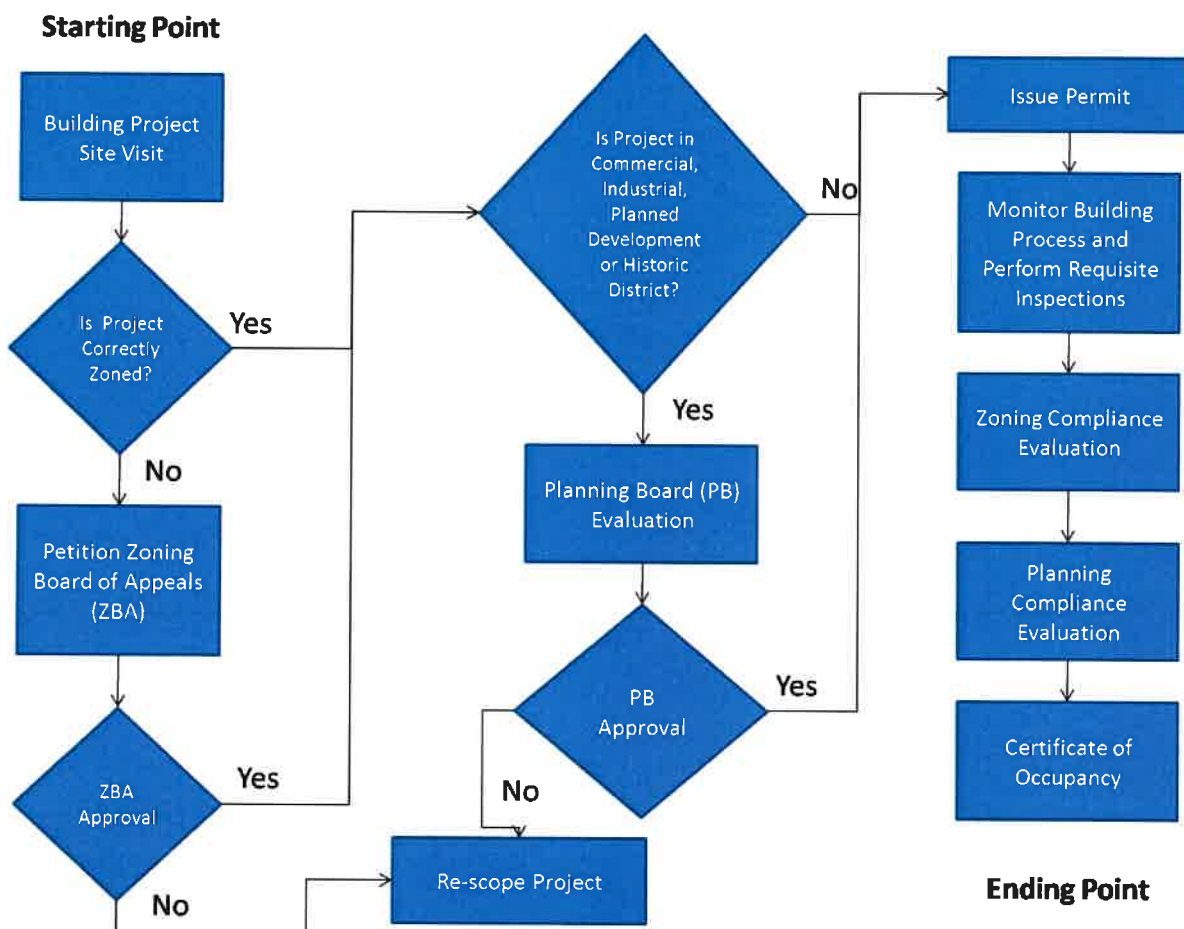 Starting Point
Building Project
Site Visit
Is Project
Correctly
Zoned?
Yes
No
Petition Zoning
Board of Appeals
(ZBA)
ZBA
Approval
Yes
No
Is Project in
Commercial,
Industrial,
Planned
Development
or Historic
District?
No
Yes
Planning Board (PB)
Evaluation
PB
Approval
Yes
No
Re-scope Project
Issue Permit
Monitor Building
Process and
Perform Requisite
Inspections
Zoning Compliance
Evaluation
Planning
Compliance
Evaluation
Certificate of
Occupancy
Ending Point